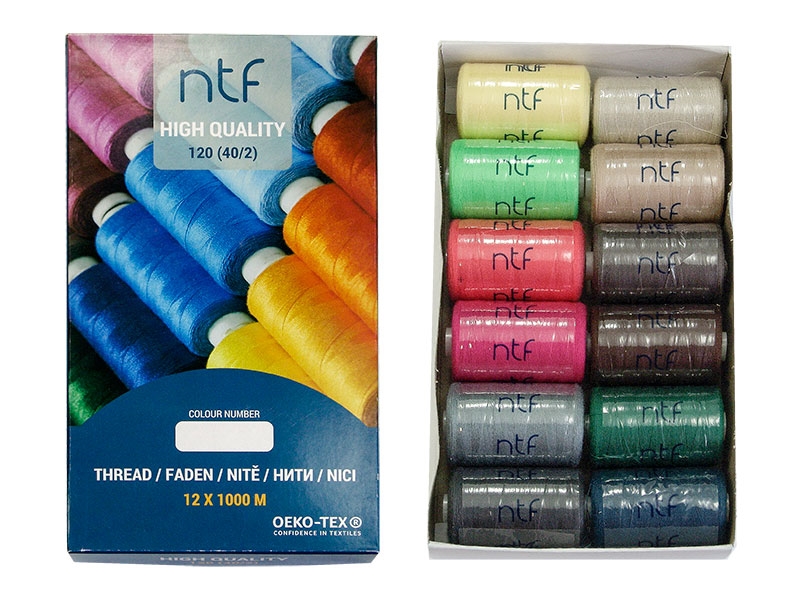 ntf
HIGH QUALITY
120 (40/2)
COLOUR NUMBER
THREAD / FADEN / NITĚ / НИТИ / NICI
12 X 1000 M
OEKO-TEX®
CONFIDENCE IN TEXTILES
HIGH QUALITY
ntf
ntf
ntf
ntf
ntf
ntf
ntf
ntf
ntf
ntf
ntf
ntf